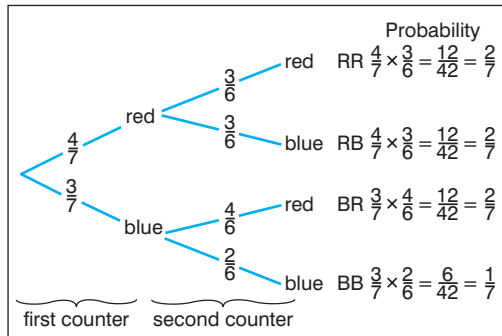 Probability
red RR 4/7 × 3/6 = 12/42 = 2/7
3/6
red
4/7
3/6
blue RB 4/7 × 3/6 = 12/42 = 2/7
3/7
red BR 3/7 × 4/6 = 12/42 = 2/7
4/6
blue
2/6
blue BB 3/7 × 2/6 = 6/42 = 1/7
first counter second counter